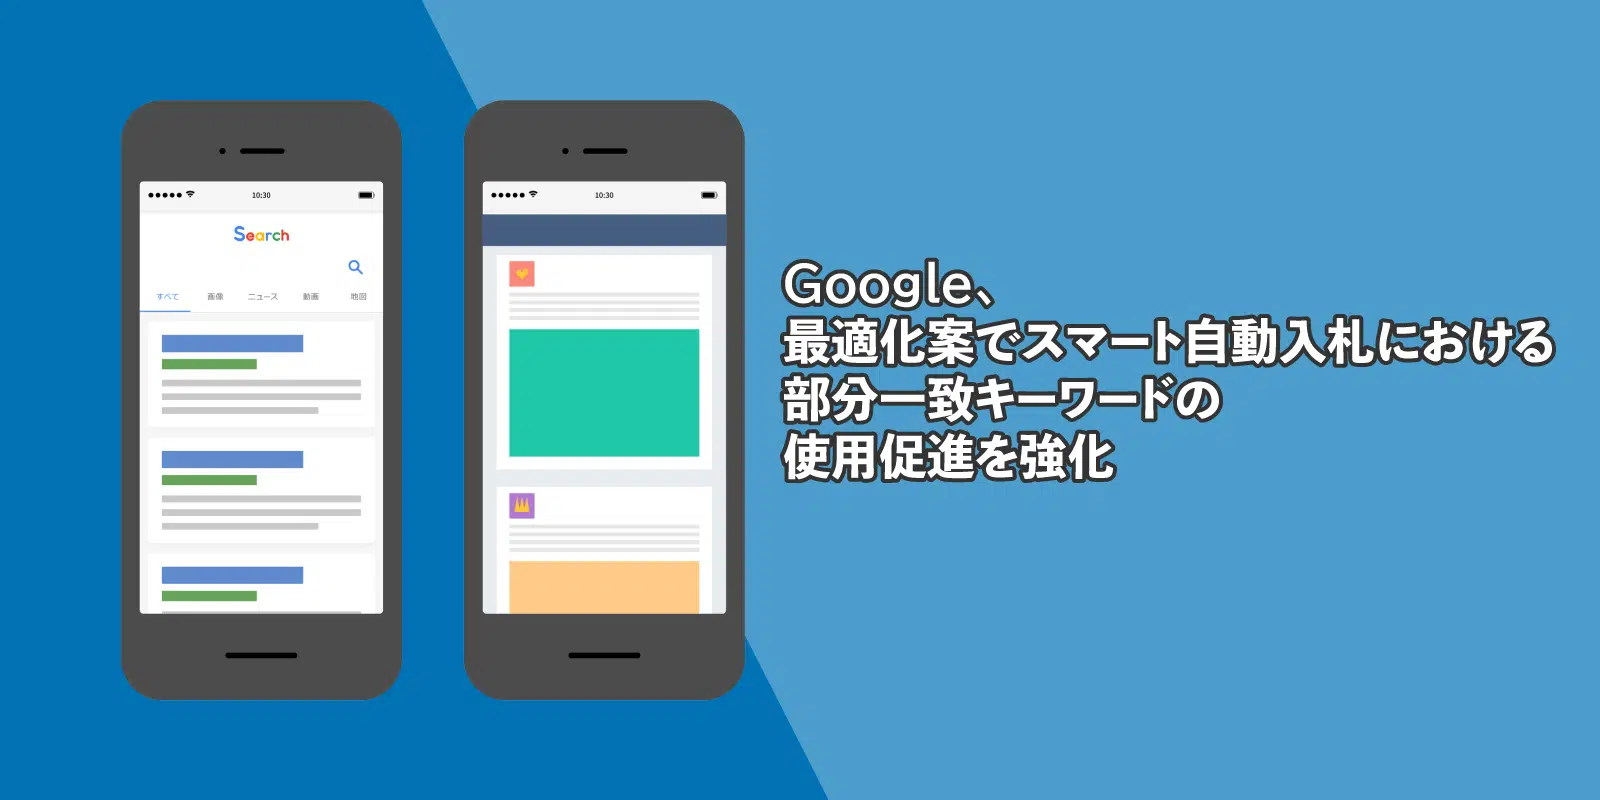 10:30
Search
すべて 画像 ニュース 動画 地図
10:30
Google、
最適化案でスマート自動入札における
部分一致キーワードの
使用促進を強化